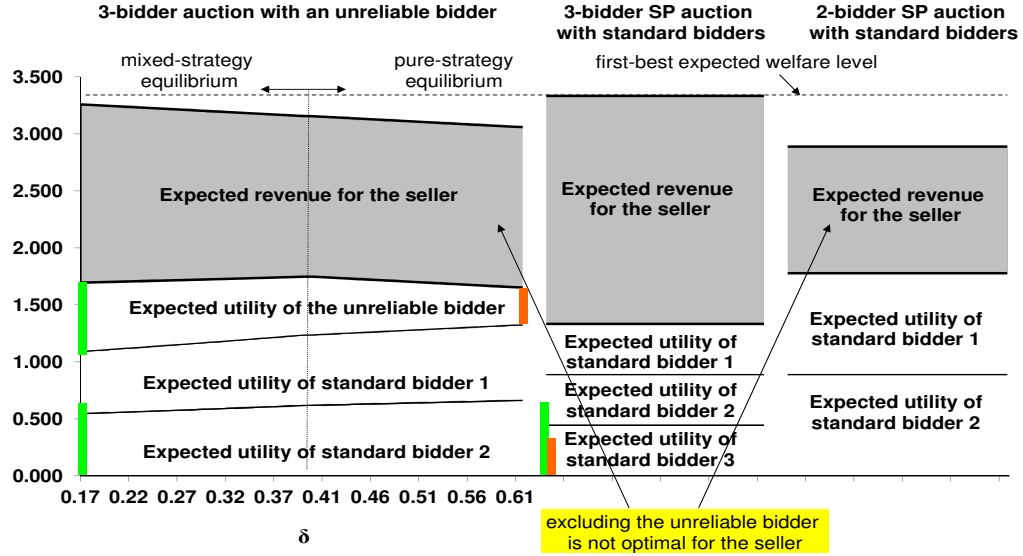 3-bidder auction with an unreliable bidder
3-bidder SP auction
with standard bidders
2-bidder SP auction
with standard bidders
mixed-strategy
equilibrium
pure-strategy
equilibrium
first-best expected welfare level
3.500
3.000
2.500
2.000
1.500
1.000
0.500
0.000
Expected revenue for the seller
Expected utility of the unreliable bidder
Expected utility of standard bidder 1
Expected utility of standard bidder 2
Expected revenue
for the seller
Expected utility of
standard bidder 1
Expected utility of
standard bidder 2
Expected utility of
standard bidder 3
Expected revenue
for the seller
Expected utility of
standard bidder 1
Expected utility of
standard bidder 2
0.17 0.22 0.27 0.32 0.37 0.41 0.46 0.51 0.56 0.61
δ
excluding the unreliable bidder
is not optimal for the seller